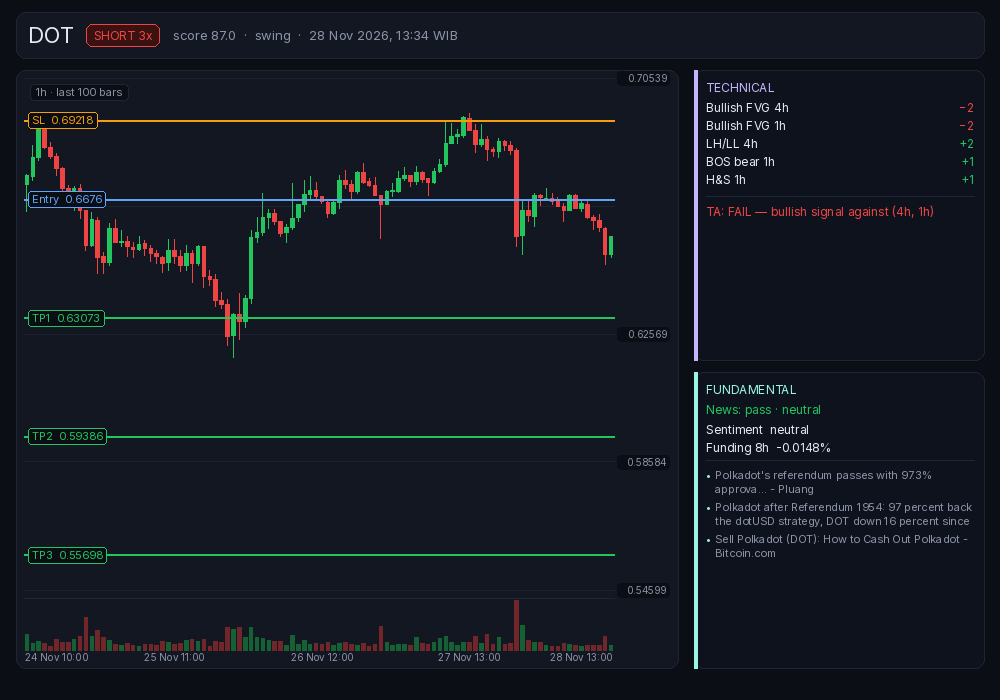 DOT SHORT 3x score 87.0 · swing · 28 Nov 2026, 13:34 WIB
1h · last 100 bars
0.70539
SL 0.69218
Entry 0.6676
TP1 0.63073
0.62569
TP2 0.59386
0.58584
TP3 0.55698
0.54599
24 Nov 10:00 25 Nov 11:00 26 Nov 12:00 27 Nov 13:00 28 Nov 13:00
TECHNICAL
Bullish FVG 4h −2
Bullish FVG 1h −2
LH/LL 4h +2
BOS bear 1h +1
H&S 1h +1
TA: FAIL — bullish signal against (4h, 1h)
FUNDAMENTAL
News: pass · neutral
Sentiment neutral
Funding 8h -0.0148%
• Polkadot's referendum passes with 97.3%
approva... - Pluang
• Polkadot after Referendum 1954: 97 percent back
the dotUSD strategy, DOT down 16 percent since
• Sell Polkadot (DOT): How to Cash Out Polkadot -
Bitcoin.com